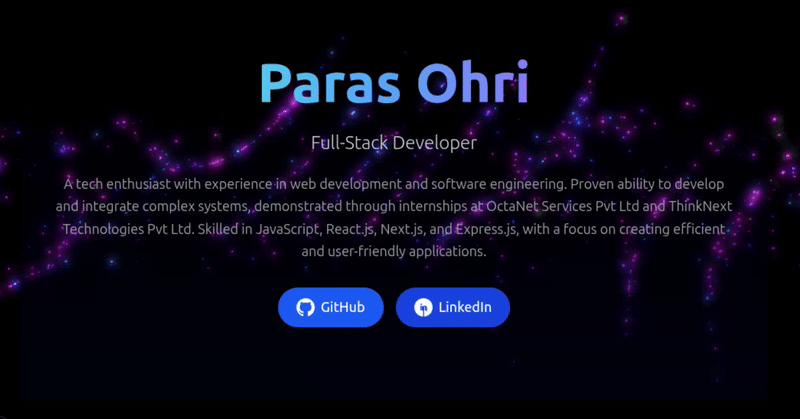 Paras Ohri
Full-Stack Developer
A tech enthusiast with experience in web development and software engineering. Proven ability to develop
and integrate complex systems, demonstrated through internships at OctaNet Services Pvt Ltd and ThinkNext
Technologies Pvt Ltd. Skilled in JavaScript, React.js, Next.js, and Express.js, with a focus on creating efficient
and user-friendly applications.
GitHub
in LinkedIn